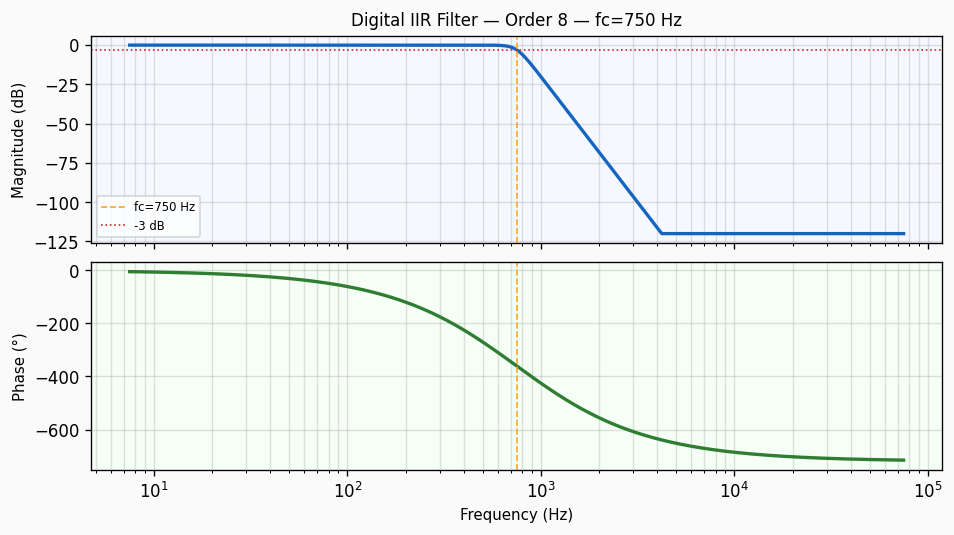 Digital IIR Filter — Order 8 — fc=750 Hz
Magnitude (dB)
0
−25
−50
−75
−100
−125
fc=750 Hz
-3 dB
Phase (°)
0
−200
−400
−600
10¹
10²
10³
10⁴
10⁵
Frequency (Hz)